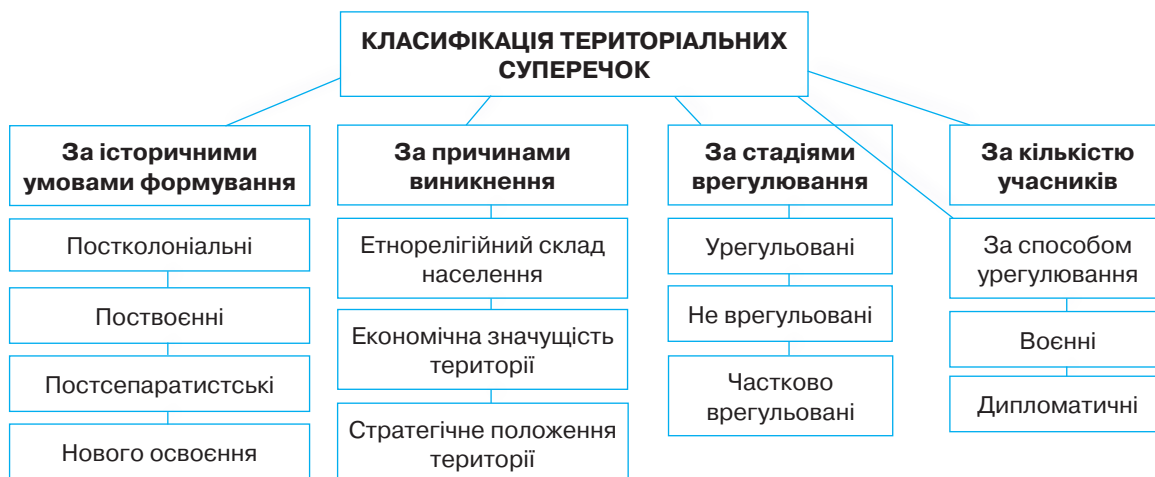 КЛАСИФІКАЦІЯ ТЕРИТОРІАЛЬНИХ
СУПЕРЕЧОК
За історичними
умовами формування
Постколоніальні
Поствоєнні
Постсепаратистські
Нового освоєння
За причинами
виникнення
Етнорелігійний склад
населення
Економічна значущість
території
Стратегічне положення
території
За стадіями
врегулювання
Урегульовані
Не врегульовані
Частково
врегульовані
За кількістю
учасників
За способом
урегулювання
Воєнні
Дипломатичні